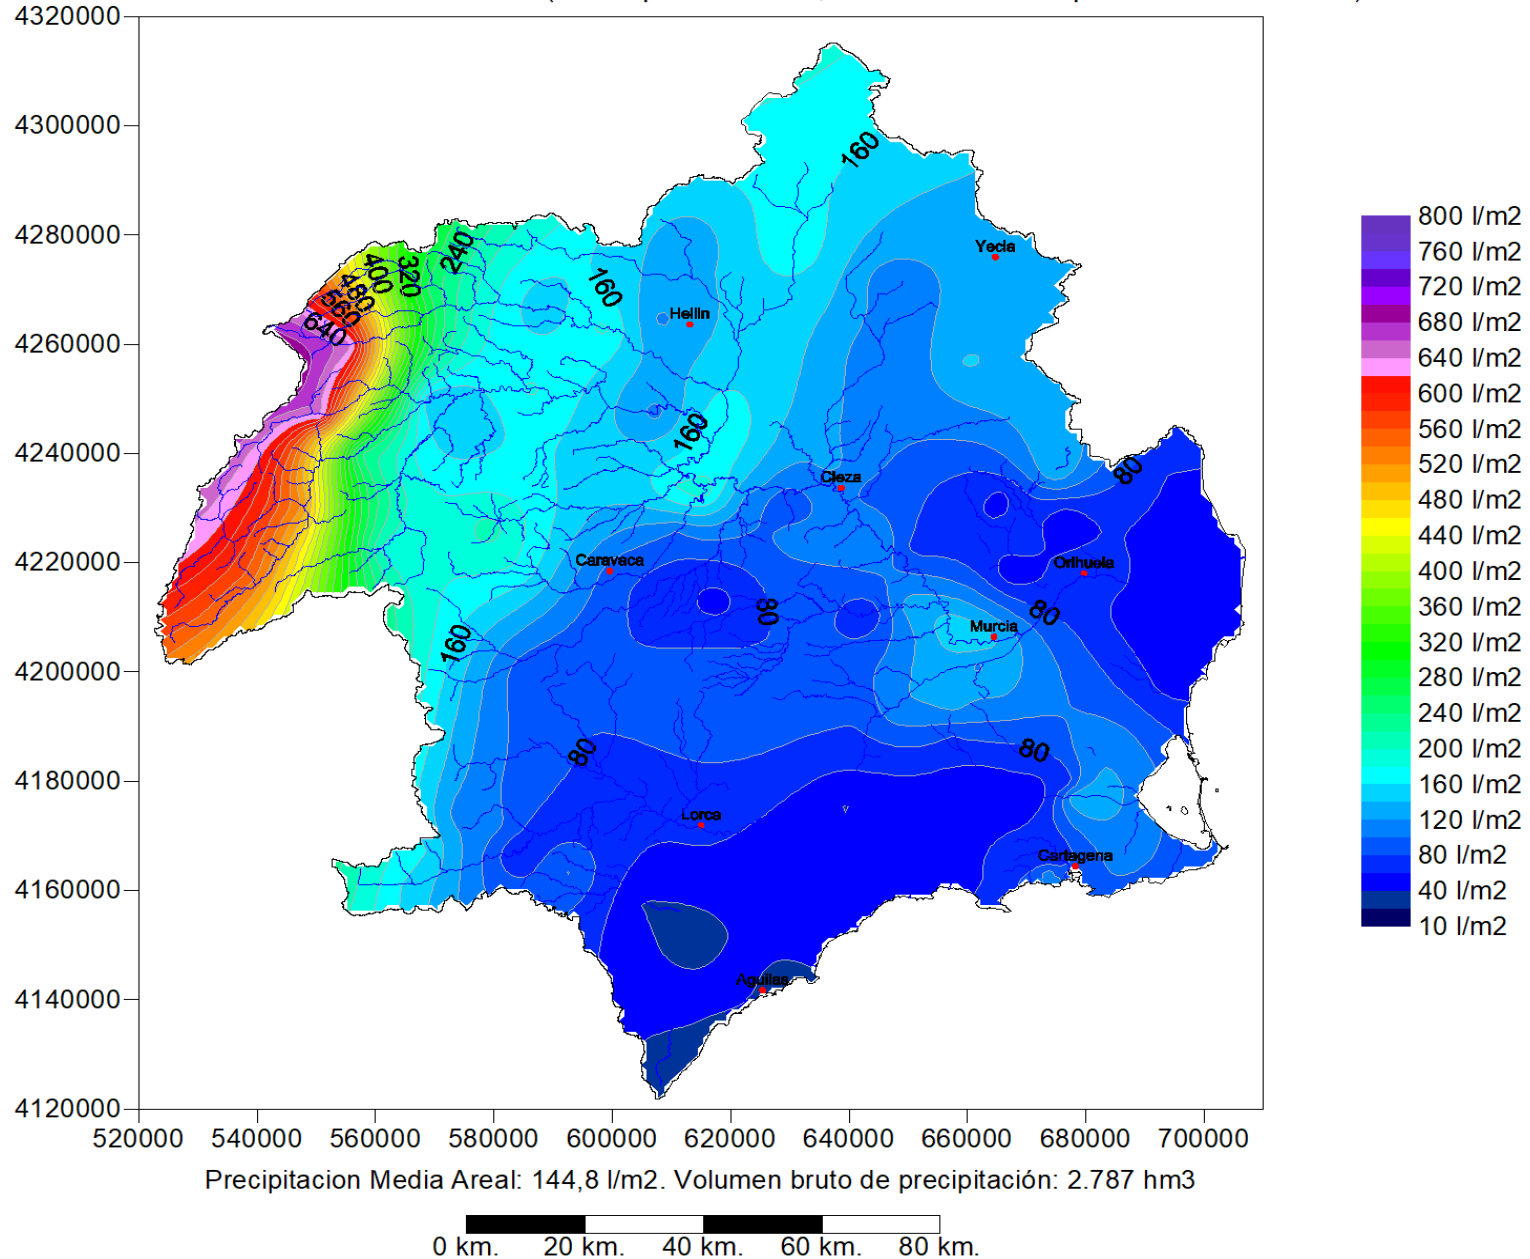 4320000
4300000
4280000
4260000
4240000
4220000
4200000
4180000
4160000
4140000
4120000
520000 540000 560000 580000 600000 620000 640000 660000 680000 700000
160
240
320
400
480
560
640
160
Yecla
Hellin
160
80
Cieza
Caravaca
Orihuela
80
80
Murcia
160
80
80
Lorca
Cartagena
Aguilas
800 l/m2
760 l/m2
720 l/m2
680 l/m2
640 l/m2
600 l/m2
560 l/m2
520 l/m2
480 l/m2
440 l/m2
400 l/m2
360 l/m2
320 l/m2
280 l/m2
240 l/m2
200 l/m2
160 l/m2
120 l/m2
80 l/m2
40 l/m2
10 l/m2
Precipitacion Media Areal: 144,8 l/m2. Volumen bruto de precipitación: 2.787 hm3
0 km. 20 km. 40 km. 60 km. 80 km.